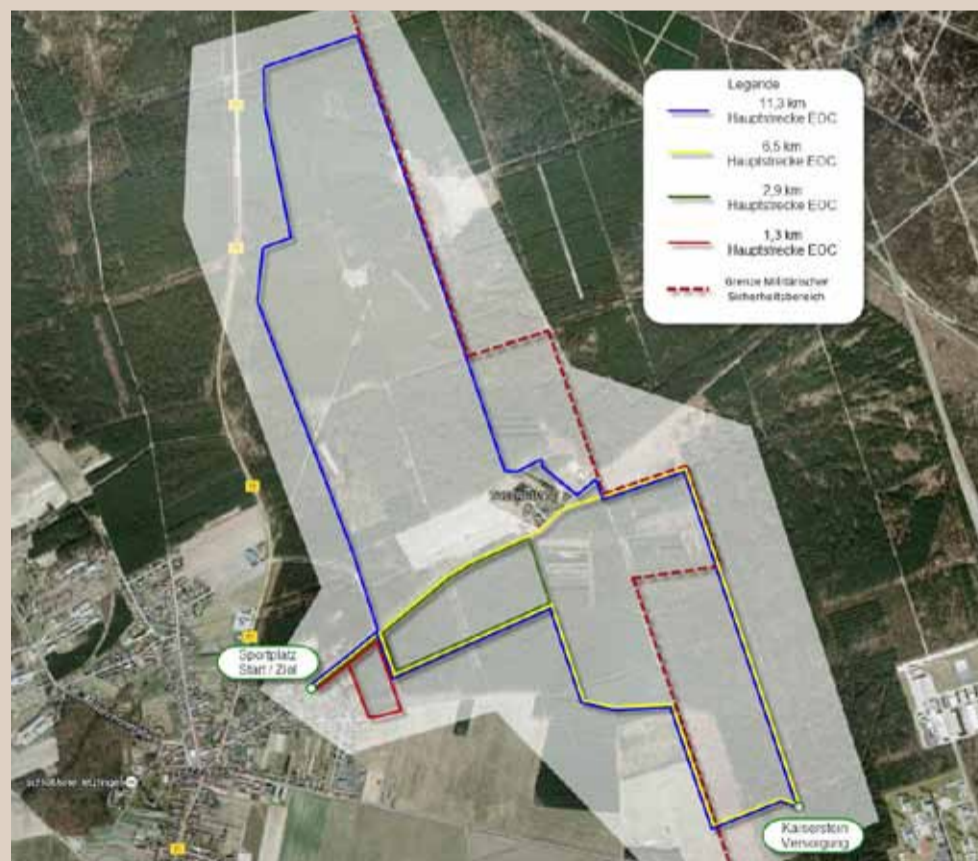 Legende
11,3 km
Hauptstrecke EOC
6,5 km
Hauptstrecke EOC
2,9 km
Hauptstrecke EOC
1,3 km
Hauptstrecke EOC
Grenze Militärischer
Sicherheitsbereich
Sportplatz
Start / Ziel
Kaiserstein
Versorgung